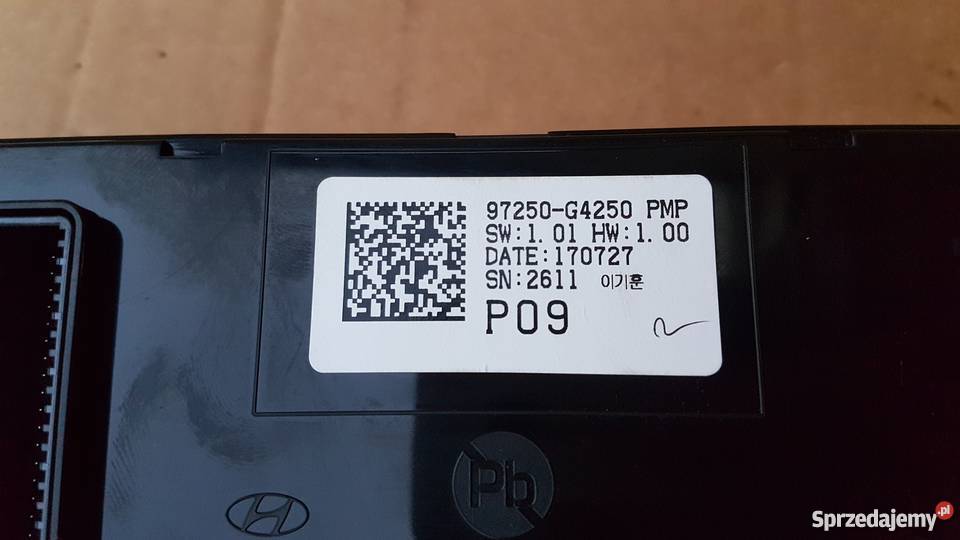 97250-G4250 PMP
SW:1.01 HW:1.00
DATE:170727
SN:2611 이기훈
P09
Pb
Sprzedajemy.pl